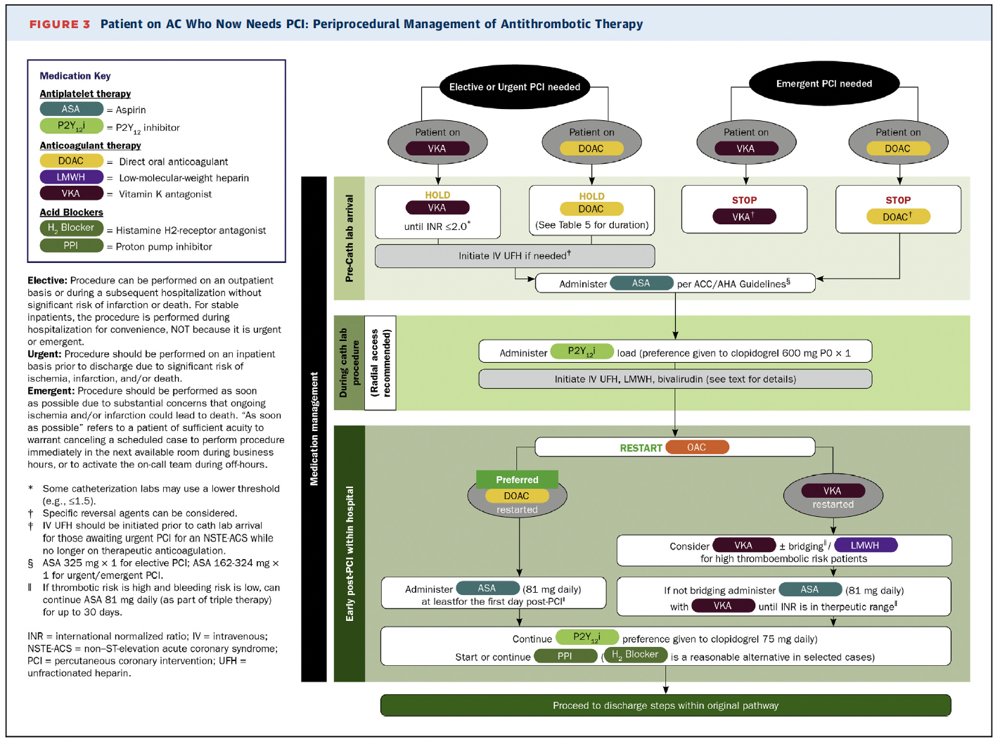 FIGURE 3 Patient on AC Who Now Needs PCI: Periprocedural Management of Antithrombotic Therapy
Medication Key
Antiplatelet therapy
ASA = Aspirin
P2Y12i = P2Y12 inhibitor
Anticoagulant therapy
DOAC = Direct oral anticoagulant
LMWH = Low-molecular-weight heparin
VKA = Vitamin K antagonist
Acid Blockers
H2 Blocker = Histamine H2-receptor antagonist
PPI = Proton pump inhibitor
Elective: Procedure can be performed on an outpatient
basis or during a subsequent hospitalization without
significant risk of infarction or death. For stable
inpatients, the procedure is performed during
hospitalization for convenience, NOT because it is urgent
or emergent.
Urgent: Procedure should be performed on an inpatient
basis prior to discharge due to significant risk of
ischemia, infarction, and/or death.
Emergent: Procedure should be performed as soon
as possible due to substantial concerns that ongoing
ischemia and/or infarction could lead to death. “As soon
as possible” refers to a patient of sufficient acuity to
warrant canceling a scheduled case to perform procedure
immediately in the next available room during business
hours, or to activate the on-call team during off-hours.
* Some catheterization labs may use a lower threshold
(e.g., ≤1.5).
† Specific reversal agents can be considered.
‡ IV UFH should be initiated prior to cath lab arrival
for those awaiting urgent PCI for an NSTE-ACS while
no longer on therapeutic anticoagulation.
§ ASA 325 mg × 1 for elective PCI; ASA 162-324 mg ×
1 for urgent/emergent PCI.
‖ If thrombotic risk is high and bleeding risk is low, can
continue ASA 81 mg daily (as part of triple therapy)
for up to 30 days.
INR = international normalized ratio; IV = intravenous;
NSTE-ACS = non–ST-elevation acute coronary syndrome;
PCI = percutaneous coronary intervention; UFH =
unfractionated heparin.
Medication management
Elective or Urgent PCI needed
Emergent PCI needed
Patient on
VKA
Patient on
DOAC
Patient on
VKA
Patient on
DOAC
Pre-Cath lab arrival
HOLD
VKA
until INR ≤2.0*
HOLD
DOAC
(See Table 5 for duration)
STOP
VKA†
STOP
DOAC†
Initiate IV UFH if needed‡
Administer ASA per ACC/AHA Guidelines§
During cath lab
procedure
(Radial access
recommended)
Administer P2Y12i load (preference given to clopidogrel 600 mg PO × 1
Initiate IV UFH, LMWH, bivalirudin (see text for details)
Early post-PCI within hospital
RESTART OAC
Preferred
DOAC
restarted
VKA
restarted
Consider VKA ± bridging‖/ LMWH
for high thromboembolic risk patients
Administer ASA (81 mg daily)
at leastfor the first day post-PCI‖
If not bridging administer ASA (81 mg daily)
with VKA until INR is in therpeutic range‖
Continue P2Y12i preference given to clopidogrel 75 mg daily)
Start or continue PPI (H2 Blocker is a reasonable alternative in selected cases)
Proceed to discharge steps within original pathway